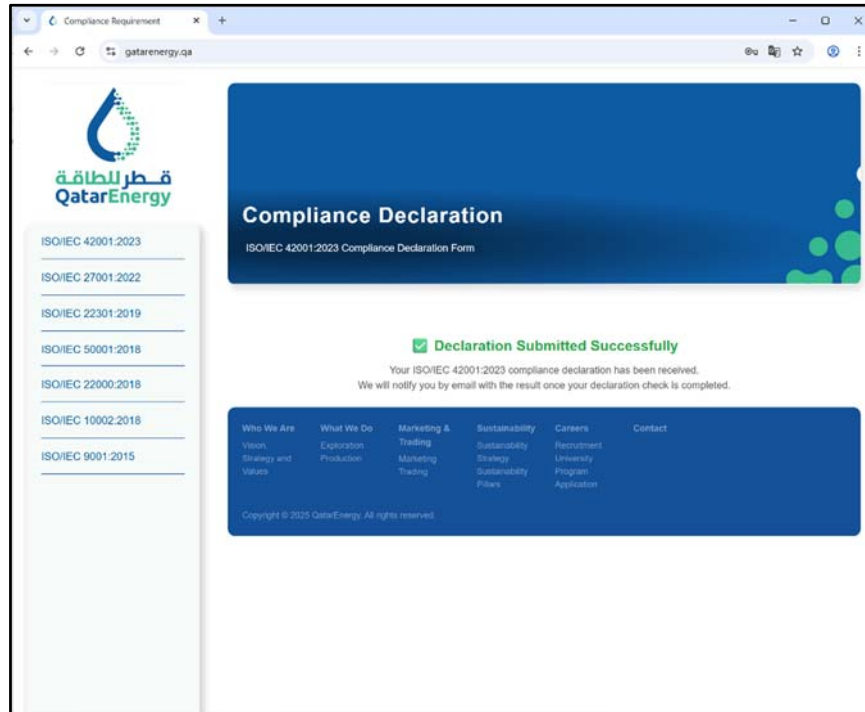 Compliance Requirement
gatarenergy.qa
قطر للطاقة
QatarEnergy
ISO/IEC 42001:2023
ISO/IEC 27001:2022
ISO/IEC 22301:2019
ISO/IEC 50001:2018
ISO/IEC 22000:2018
ISO/IEC 10002:2018
ISO/IEC 9001:2015
Compliance Declaration
ISO/IEC 42001:2023 Compliance Declaration Form
Declaration Submitted Successfully
Your ISO/IEC 42001:2023 compliance declaration has been received.
We will notify you by email with the result once your declaration check is completed.
Who We Are
Vision,
Strategy and
Values
What We Do
Exploration
Production
Marketing &
Trading
Marketing
Trading
Sustainability
Sustainability
Strategy
Sustainability
Pillars
Careers
Recruitment
University
Program
Application
Contact
Copyright © 2025 QatarEnergy. All rights reserved.